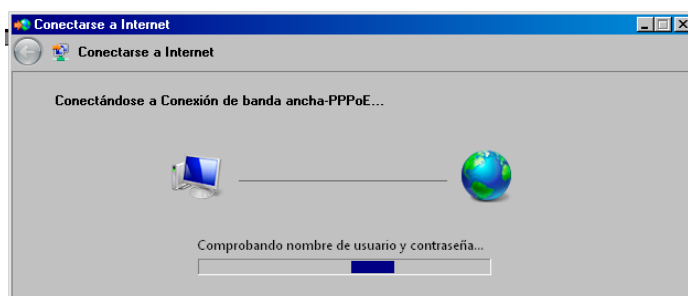 Conectarse a Internet
Conectarse a Internet
Conectándose a Conexión de banda ancha-PPPoE...
Comprobando nombre de usuario y contraseña...